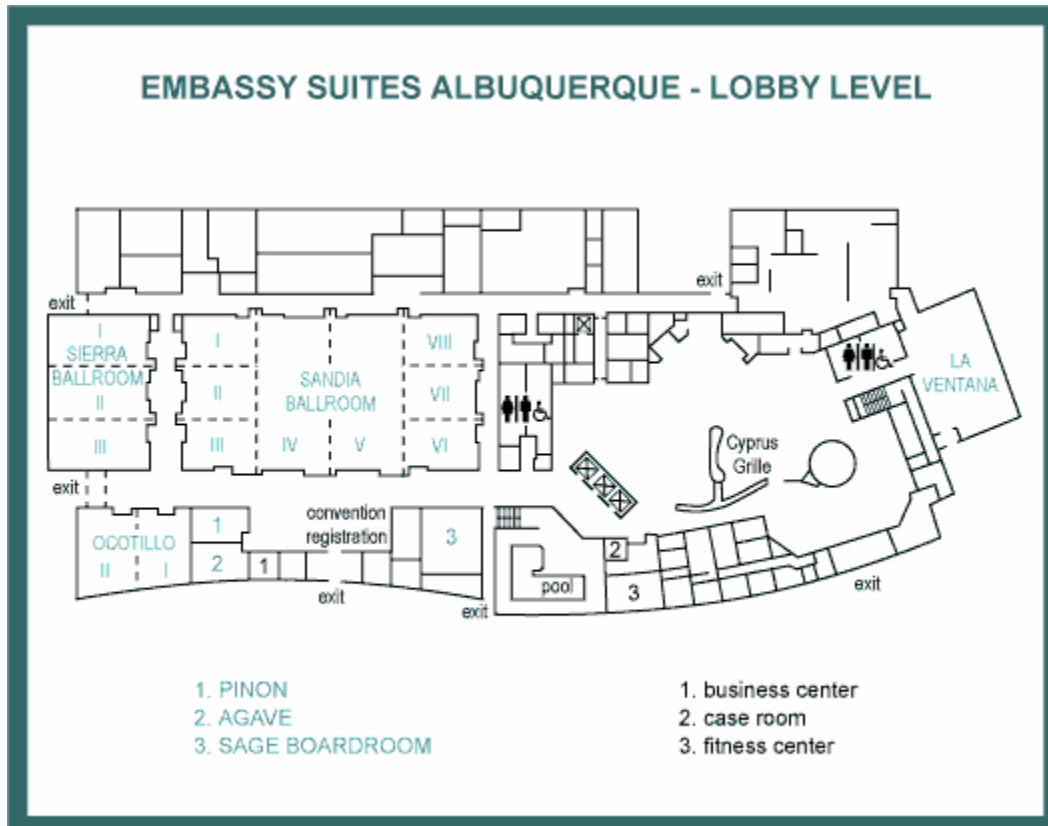 EMBASSY SUITES ALBUQUERQUE - LOBBY LEVEL
exit
exit
I
SIERRA
BALLROOM
II
III
I
II
III
SANDIA
BALLROOM
IV
V
VIII
VII
VI
LA
VENTANA
Cyprus
Grille
exit
OCOTILLO
II
I
1
2
1
convention
registration
3
exit
exit
pool
2
3
exit
1. PINON
2. AGAVE
3. SAGE BOARDROOM
1. business center
2. case room
3. fitness center